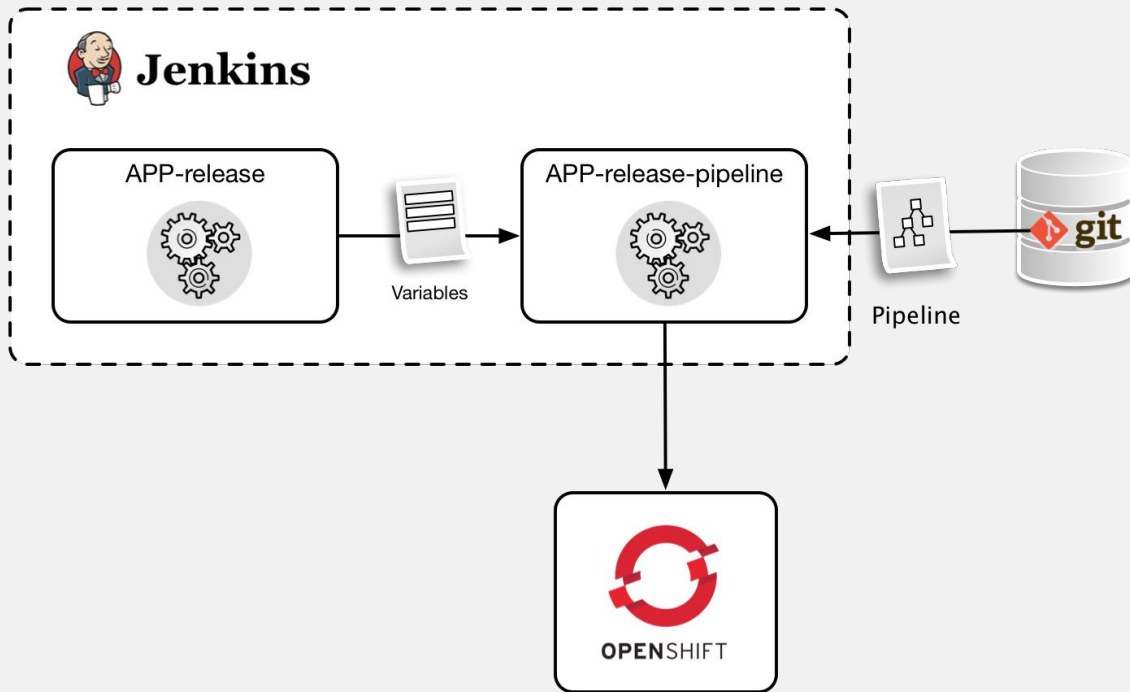 Jenkins
APP-release
APP-release-pipeline
git
Variables
Pipeline
OPENSHIFT